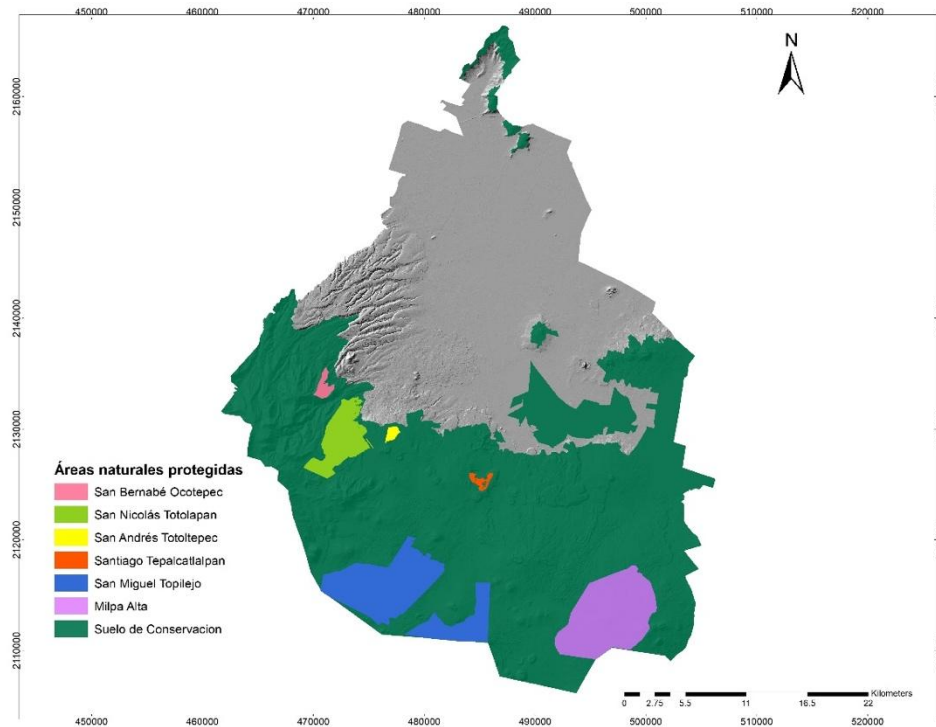 450000 460000 470000 480000 490000 500000 510000 520000
N
2160000
2150000
2140000
2130000
2120000
2110000
Áreas naturales protegidas
San Bernabé Ocotepec
San Nicolás Totolapan
San Andrés Totoltepec
Santiago Tepalcatlalpan
San Miguel Topilejo
Milpa Alta
Suelo de Conservacion
Kilometers
0 2.75 5.5 11 16.5 22
450000 460000 470000 480000 490000 500000 510000 520000